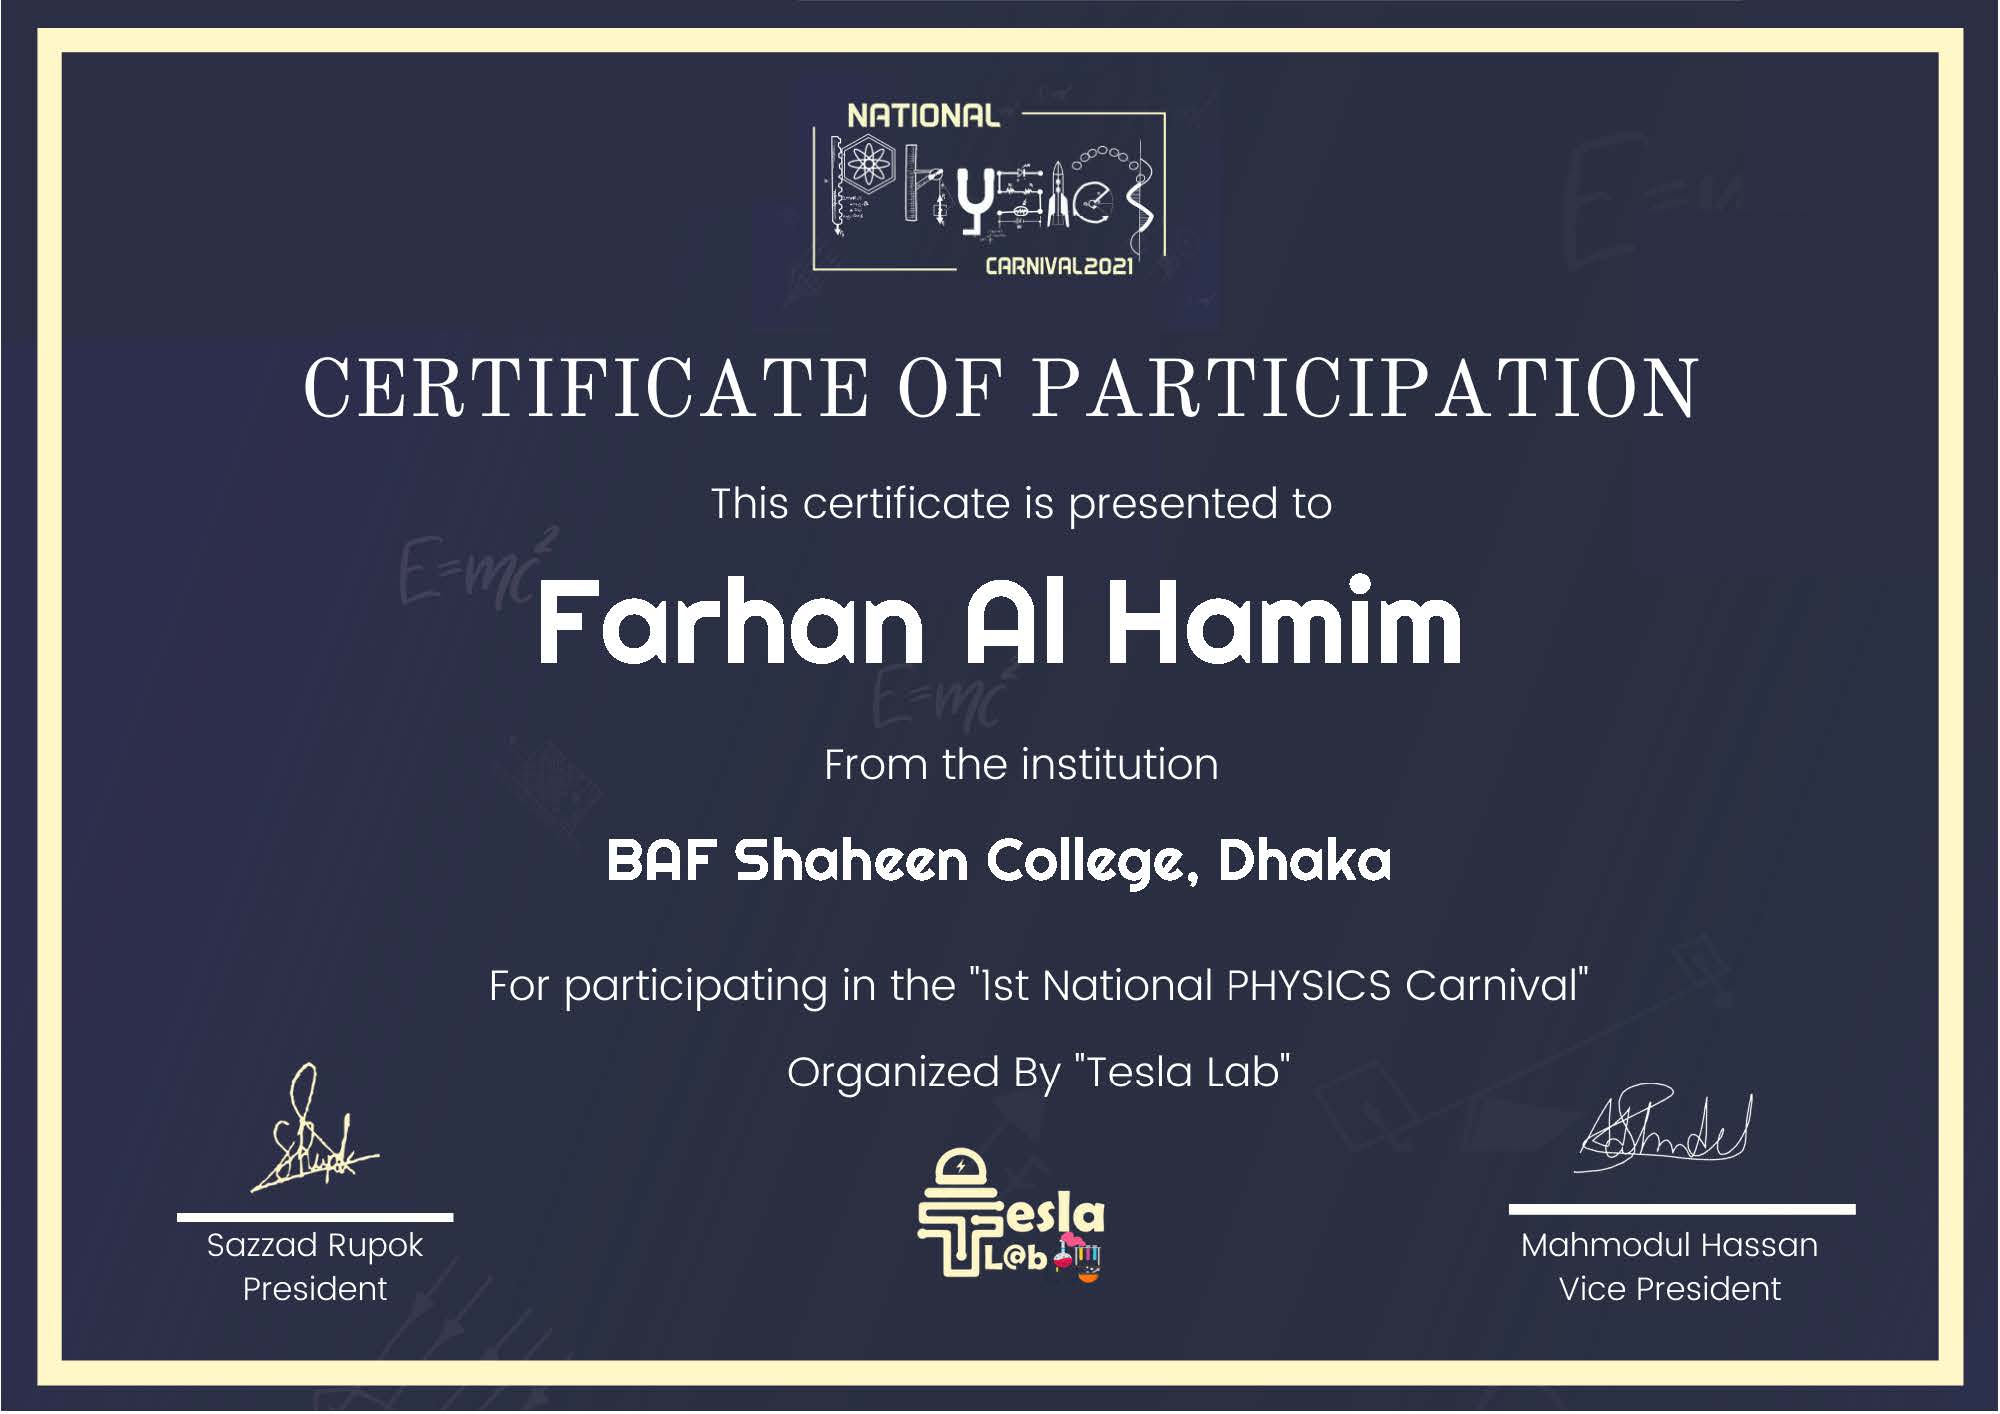 NATIONAL
Physics
CARNIVAL2021
CERTIFICATE OF PARTICIPATION
This certificate is presented to
E=mc²
Farhan Al Hamim
E=mc²
From the institution
BAF Shaheen College, Dhaka
For participating in the "1st National PHYSICS Carnival"
Organized By "Tesla Lab"
Tesla
L@b
Sazzad Rupok
President
Mahmodul Hassan
Vice President